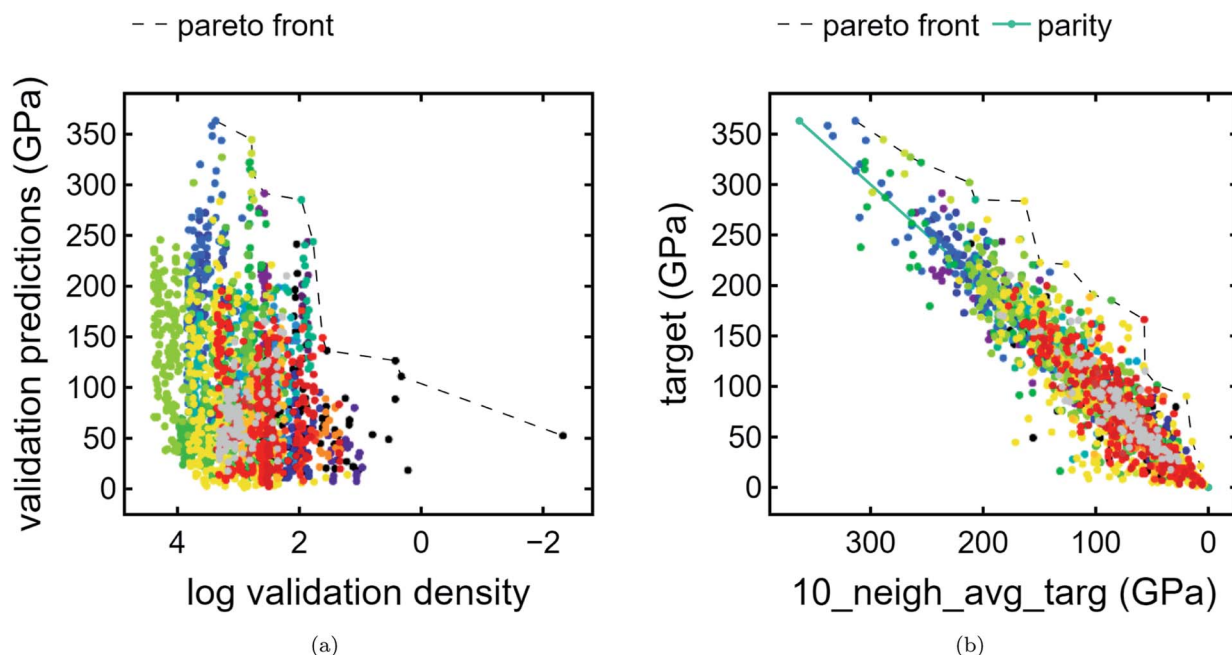 pareto front
validation predictions (GPa)
350
300
250
200
150
100
50
0
4 2 0 −2
log validation density
(a)
pareto front parity
target (GPa)
350
300
250
200
150
100
50
0
300 200 100 0
10_neigh_avg_targ (GPa)
(b)